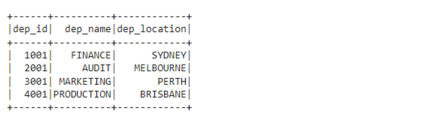 +------+----------+------------+
|dep_id|  dep_name|dep_location|
+------+----------+------------+
|  1001|   FINANCE|      SYDNEY|
|  2001|     AUDIT|   MELBOURNE|
|  3001| MARKETING|       PERTH|
|  4001|PRODUCTION|    BRISBANE|
+------+----------+------------+